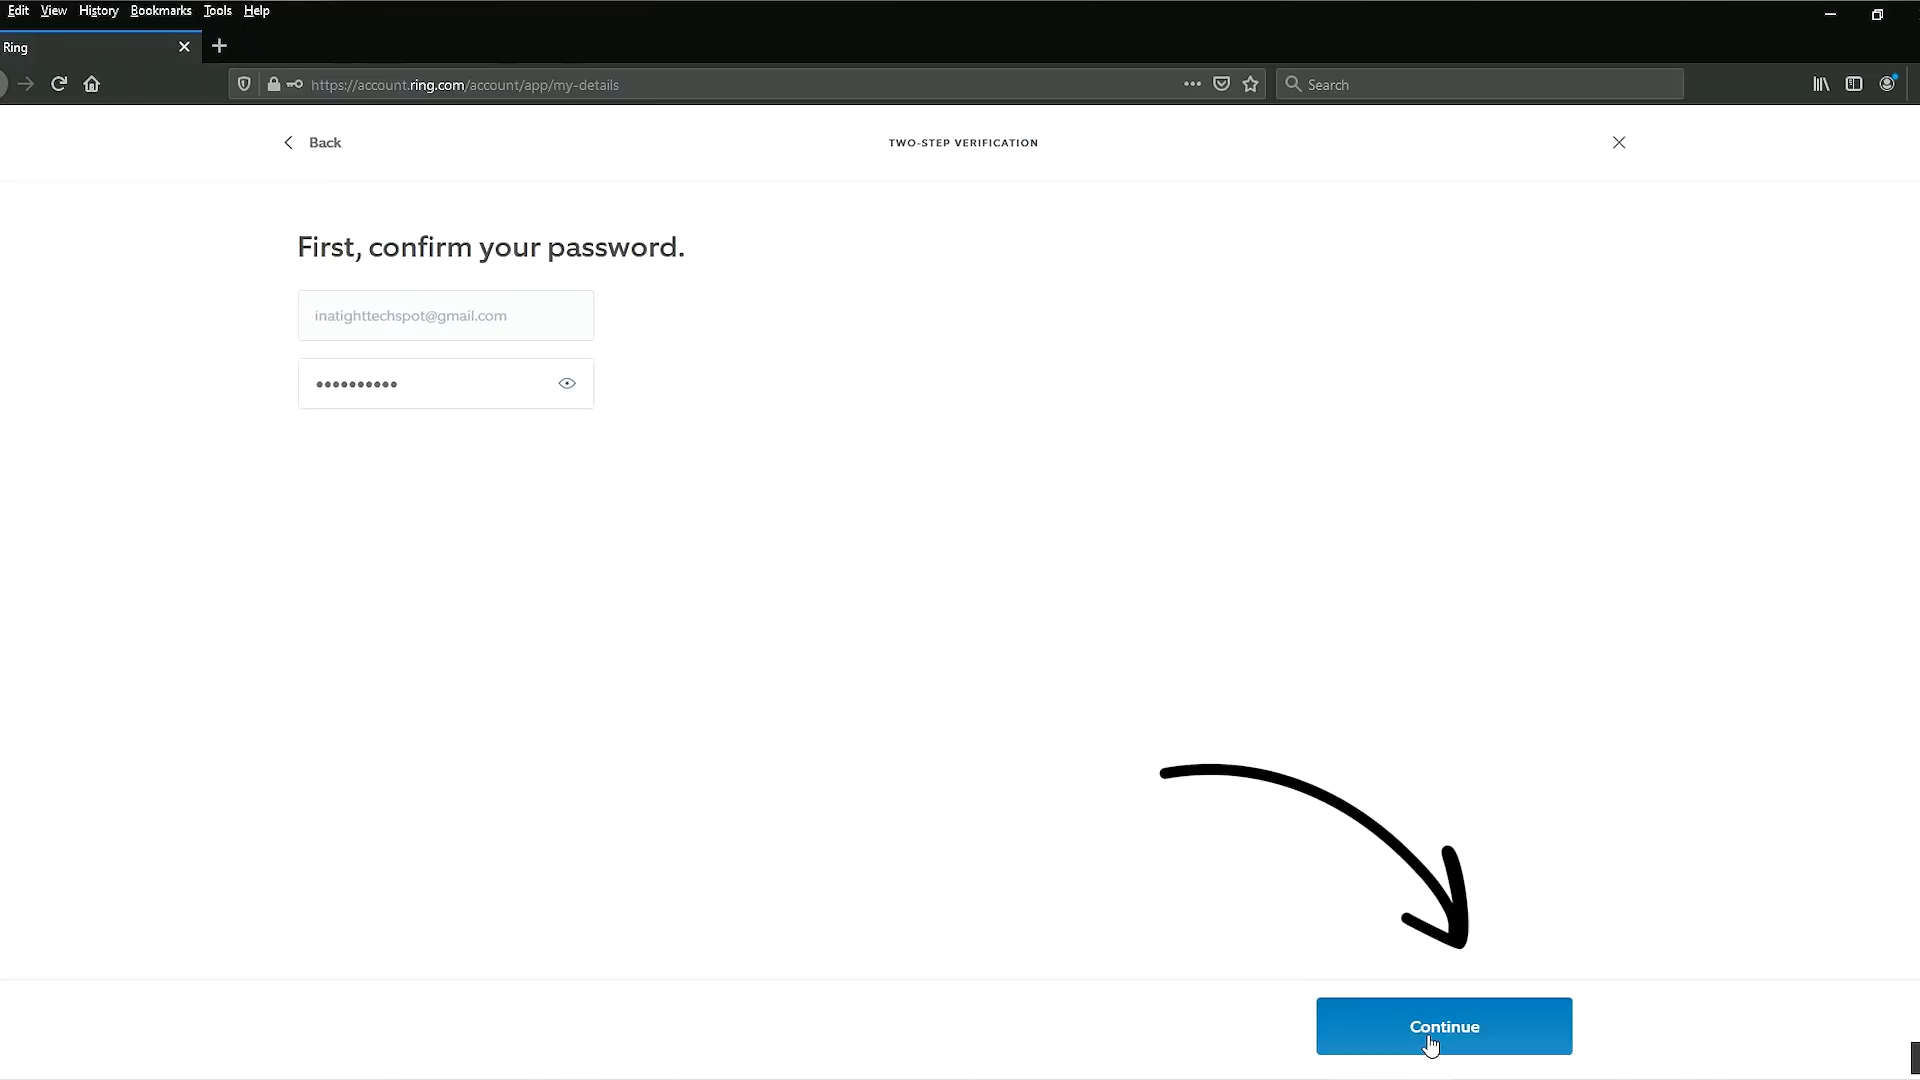 Edit View History Bookmarks Tools Help
Ring
https://account.ring.com/account/app/my-details
Search
Back
TWO-STEP VERIFICATION
First, confirm your password.
inatighttechspot@gmail.com
Continue